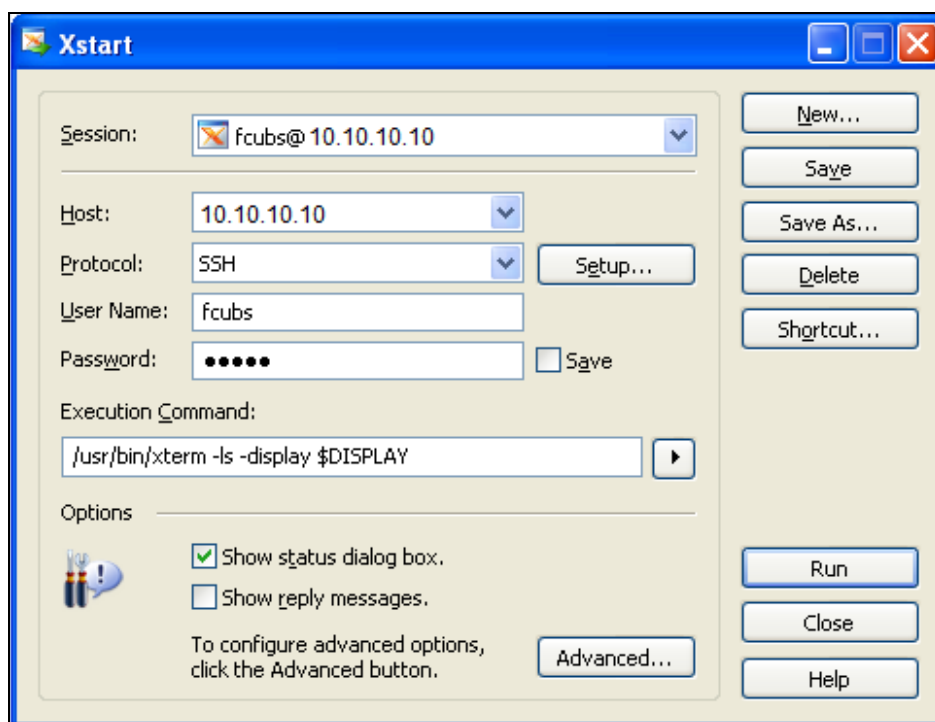 Xstart
Session:
fcubs@10.10.10.10
New...
Save
Host:
10.10.10.10
Save As...
Protocol:
SSH
Setup...
Delete
User Name:
fcubs
Shortcut...
Password:
●●●●●
Save
Execution Command:
/usr/bin/xterm -ls -display $DISPLAY
Options
Show status dialog box.
Run
Show reply messages.
Close
To configure advanced options,
click the Advanced button.
Advanced...
Help